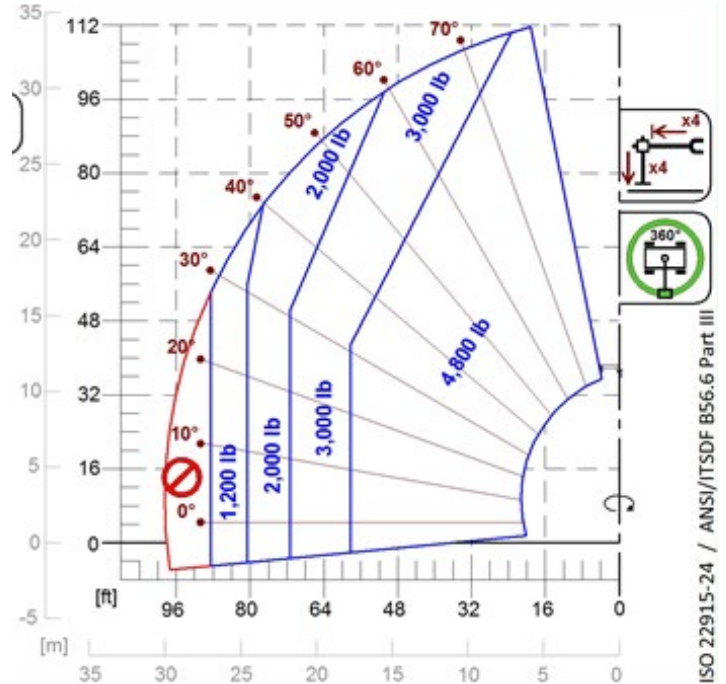 35
30
25
20
15
10
5
0
-5
[m]
112
96
80
64
48
32
16
0
[ft]
70°
60°
50°
40°
30°
20°
10°
0°
2,000 lb
3,000 lb
4,800 lb
3,000 lb
2,000 lb
1,200 lb
x4
x4
360°
96 80 64 48 32 16 0
35 30 25 20 15 10 5 0
ISO 22915-24 / ANSI/ITSDF B56.6 Part III